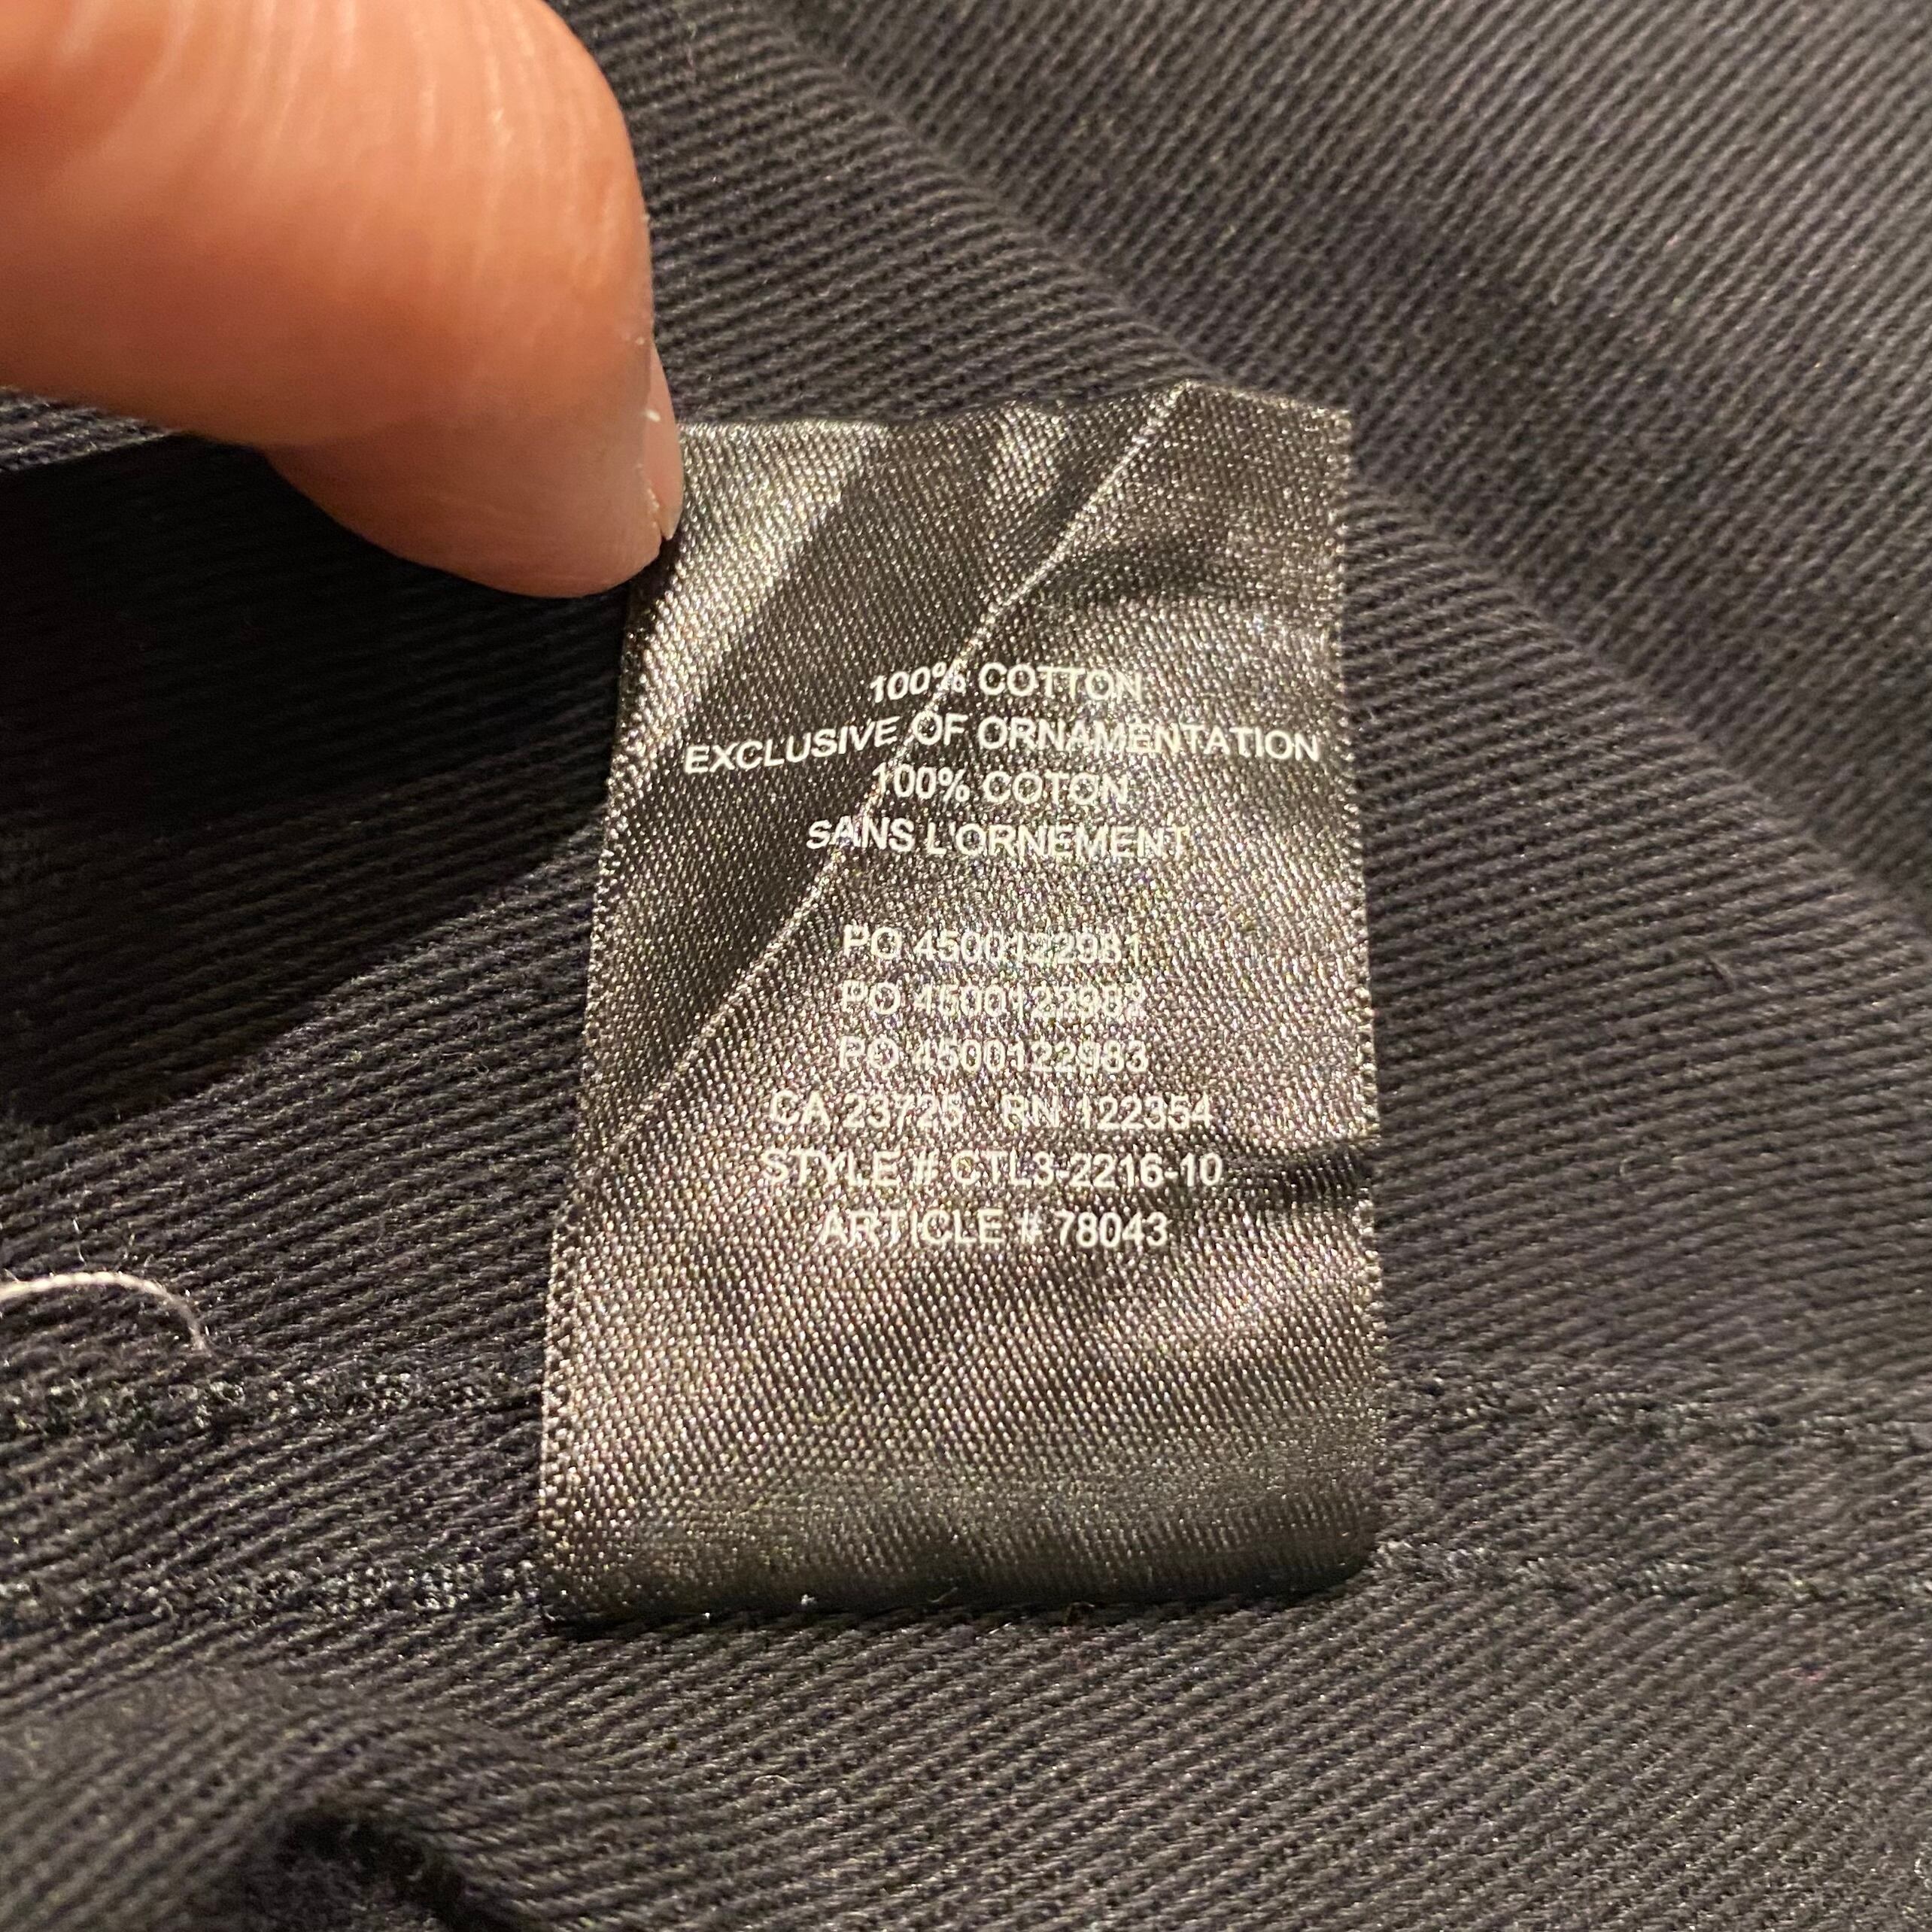 100% COTTON
EXCLUSIVE OF ORNAMENTATION
100% COTON
SANS L'ORNEMENT
PO 4500122981
PO 4500122982
PO 4500122983
CA 23725 RN 122354
STYLE # CTL3-2216-10
ARTICLE # 78043